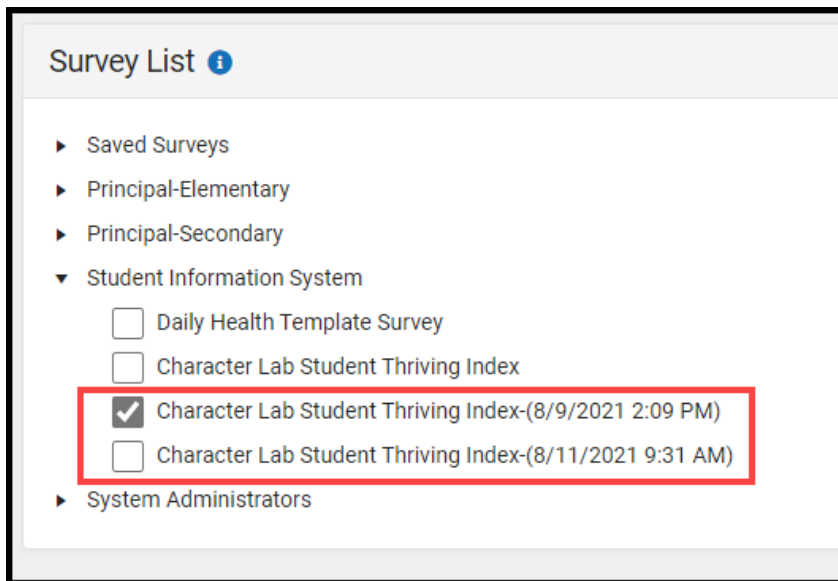 Survey List
Saved Surveys
Principal-Elementary
Principal-Secondary
Student Information System
Daily Health Template Survey
Character Lab Student Thriving Index
Character Lab Student Thriving Index-(8/9/2021 2:09 PM)
Character Lab Student Thriving Index-(8/11/2021 9:31 AM)
System Administrators